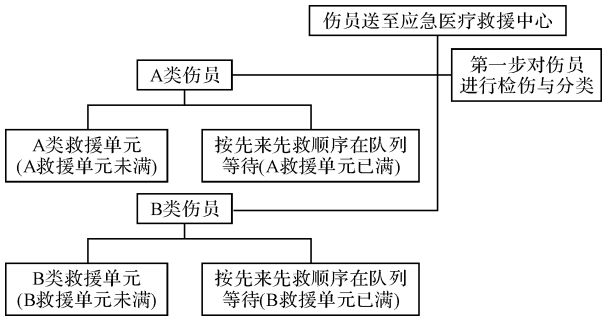 伤员送至应急医疗救援中心
第一步对伤员
进行检伤与分类
A类伤员
A类救援单元
(A救援单元未满)
按先来先救顺序在队列
等待(A救援单元已满)
B类伤员
B类救援单元
(B救援单元未满)
按先来先救顺序在队列
等待(B救援单元已满)